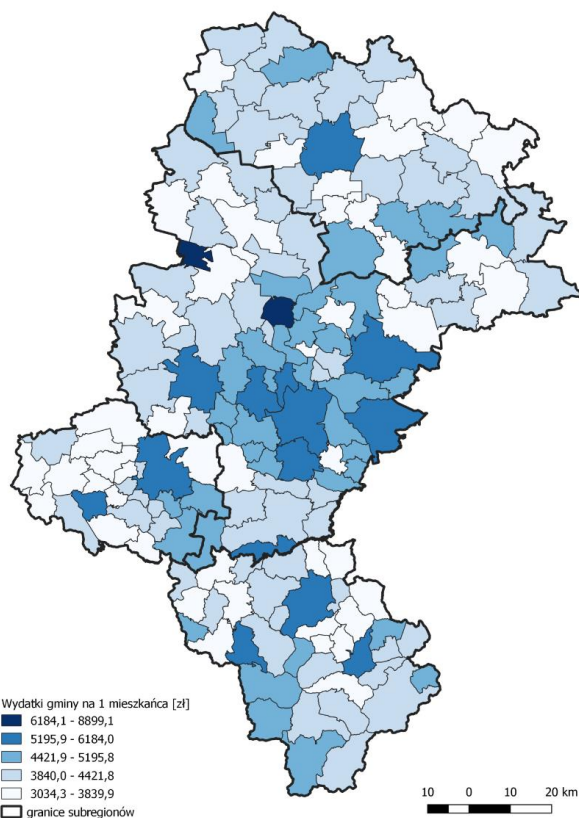 Wydatki gminy na 1 mieszkańca [zł]
6184,1 - 8899,1
5195,9 - 6184,0
4421,9 - 5195,8
3840,0 - 4421,8
3034,3 - 3839,9
granice subregionów
10 0 10 20 km